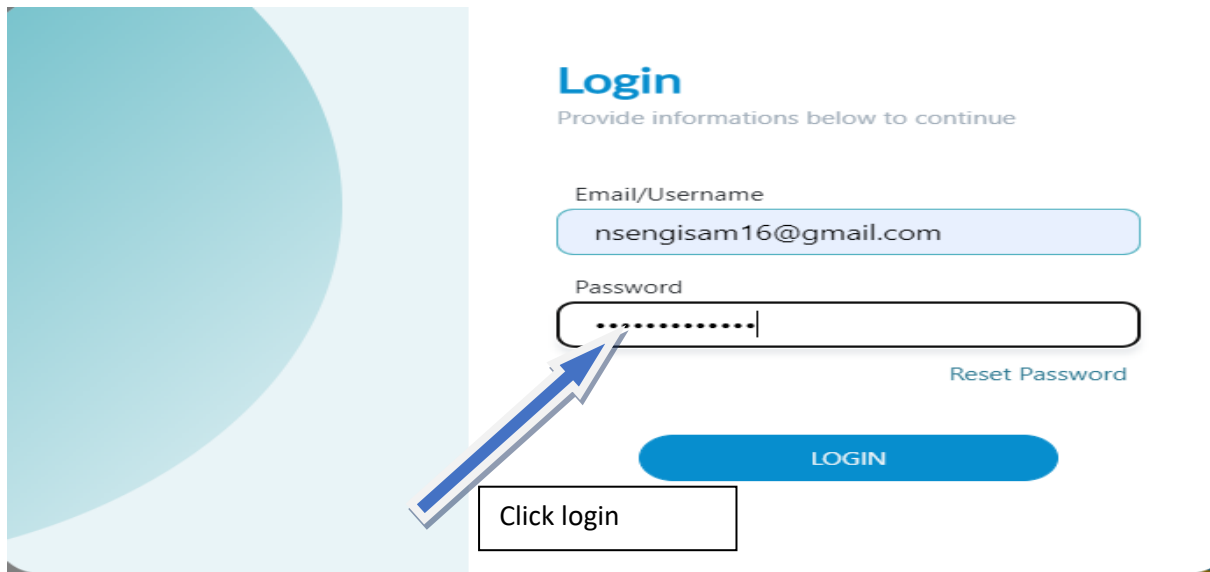 Login
Provide informations below to continue
Email/Username
nsengisam16@gmail.com
Password
•••••••••••••
Reset Password
LOGIN
Click login